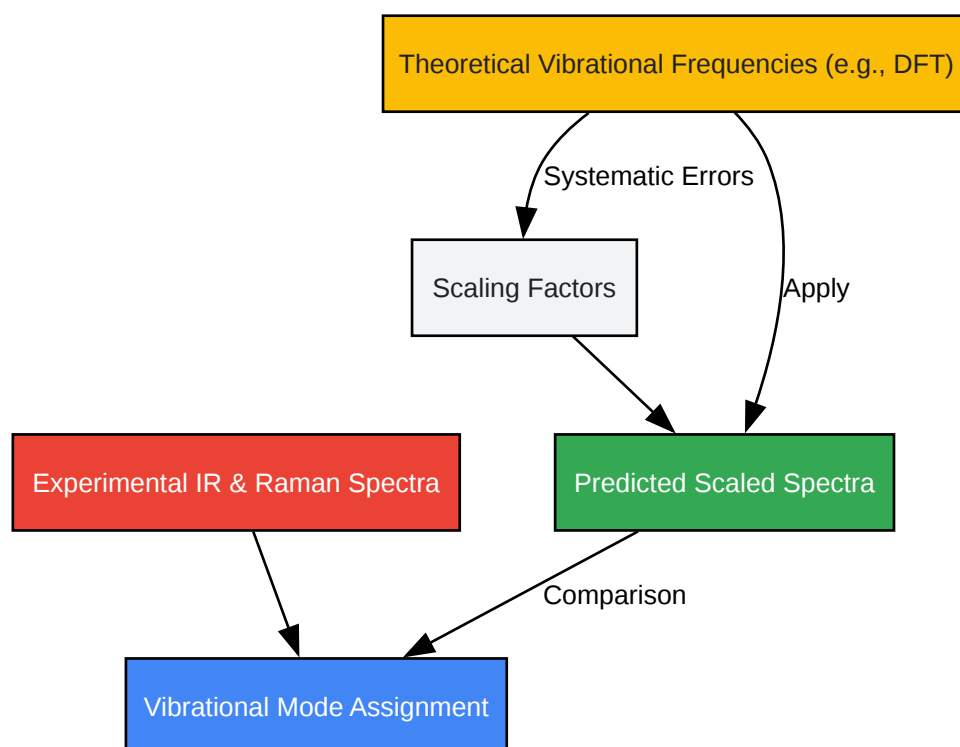 Theoretical Vibrational Frequencies (e.g., DFT)
Systematic Errors
Scaling Factors
Apply
Experimental IR & Raman Spectra
Predicted Scaled Spectra
Comparison
Vibrational Mode Assignment